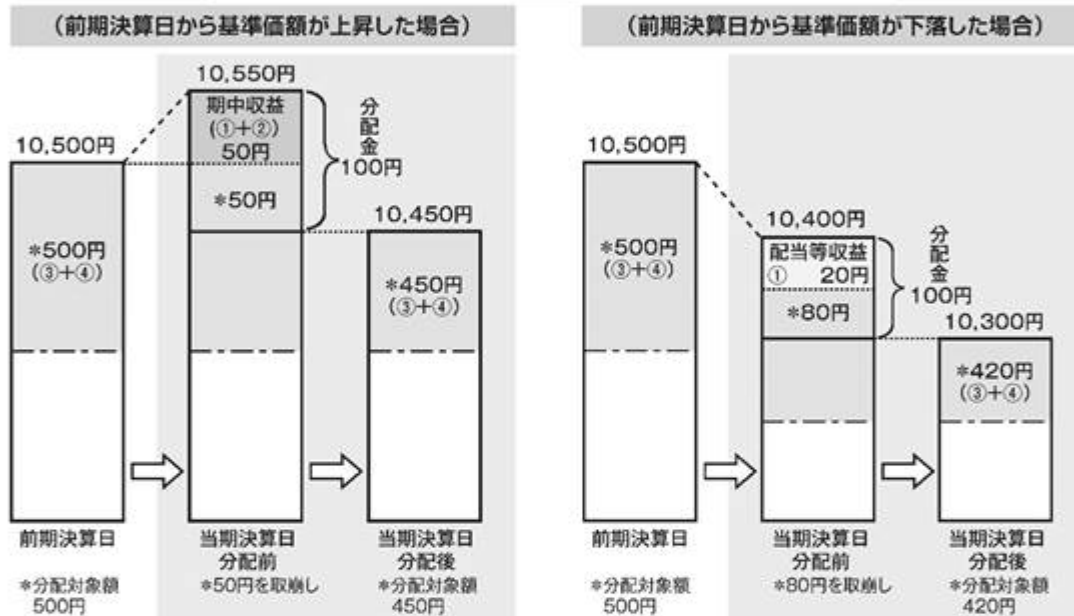 (前期決算日から基準価額が上昇した場合)
10,550円
期中収益
(①+②)
50円
*50円
分配金
100円
10,500円
*500円
(③+④)
10,450円
*450円
(③+④)
前期決算日
当期決算日
分配前
当期決算日
分配後
*分配対象額
500円
*50円を取崩し
*分配対象額
450円
(前期決算日から基準価額が下落した場合)
10,500円
*500円
(③+④)
10,400円
配当等収益
① 20円
*80円
分配金
100円
10,300円
*420円
(③+④)
前期決算日
当期決算日
分配前
当期決算日
分配後
*分配対象額
500円
*80円を取崩し
*分配対象額
420円